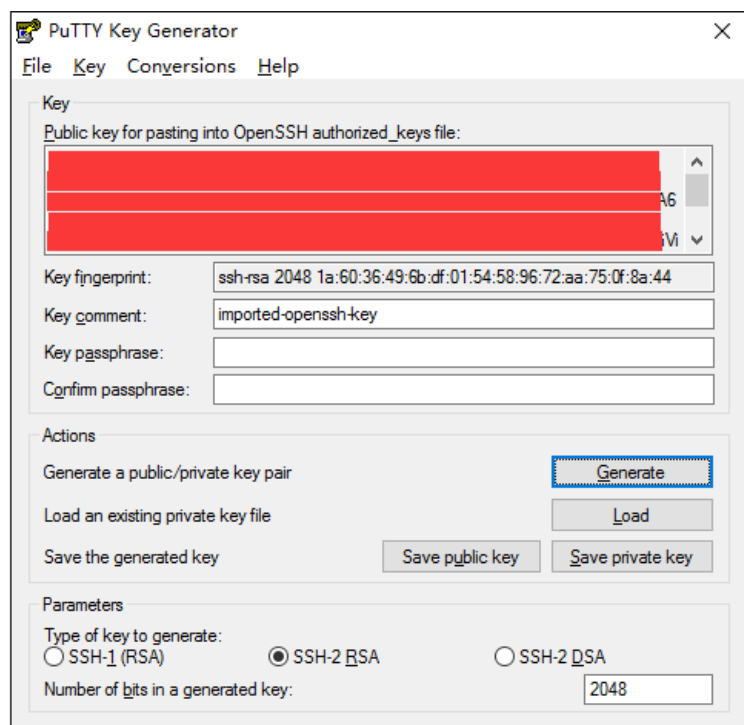 PuTTY Key Generator
File Key Conversions Help
Key
Public key for pasting into OpenSSH authorized_keys file:
A6
Vi
Key fingerprint: ssh-rsa 2048 1a:60:36:49:6b:df:01:54:58:96:72:aa:75:0f:8a:44
Key comment: imported-openssh-key
Key passphrase:
Confirm passphrase:
Actions
Generate a public/private key pair Generate
Load an existing private key file Load
Save the generated key Save public key Save private key
Parameters
Type of key to generate:
SSH-1 (RSA) SSH-2 RSA SSH-2 DSA
Number of bits in a generated key: 2048